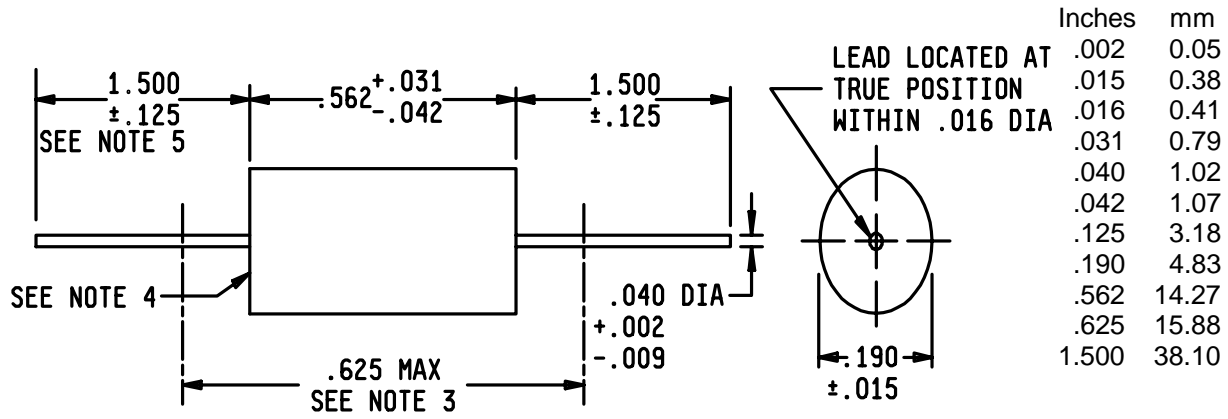 1.500
±.125
SEE NOTE 5
.562 +.031
-.042
1.500
±.125
LEAD LOCATED AT
TRUE POSITION
WITHIN .016 DIA
SEE NOTE 4
.040 DIA
+.002
-.009
.625 MAX
SEE NOTE 3
.190
±.015
Inches mm
.002 0.05
.015 0.38
.016 0.41
.031 0.79
.040 1.02
.042 1.07
.125 3.18
.190 4.83
.562 14.27
.625 15.88
1.500 38.10